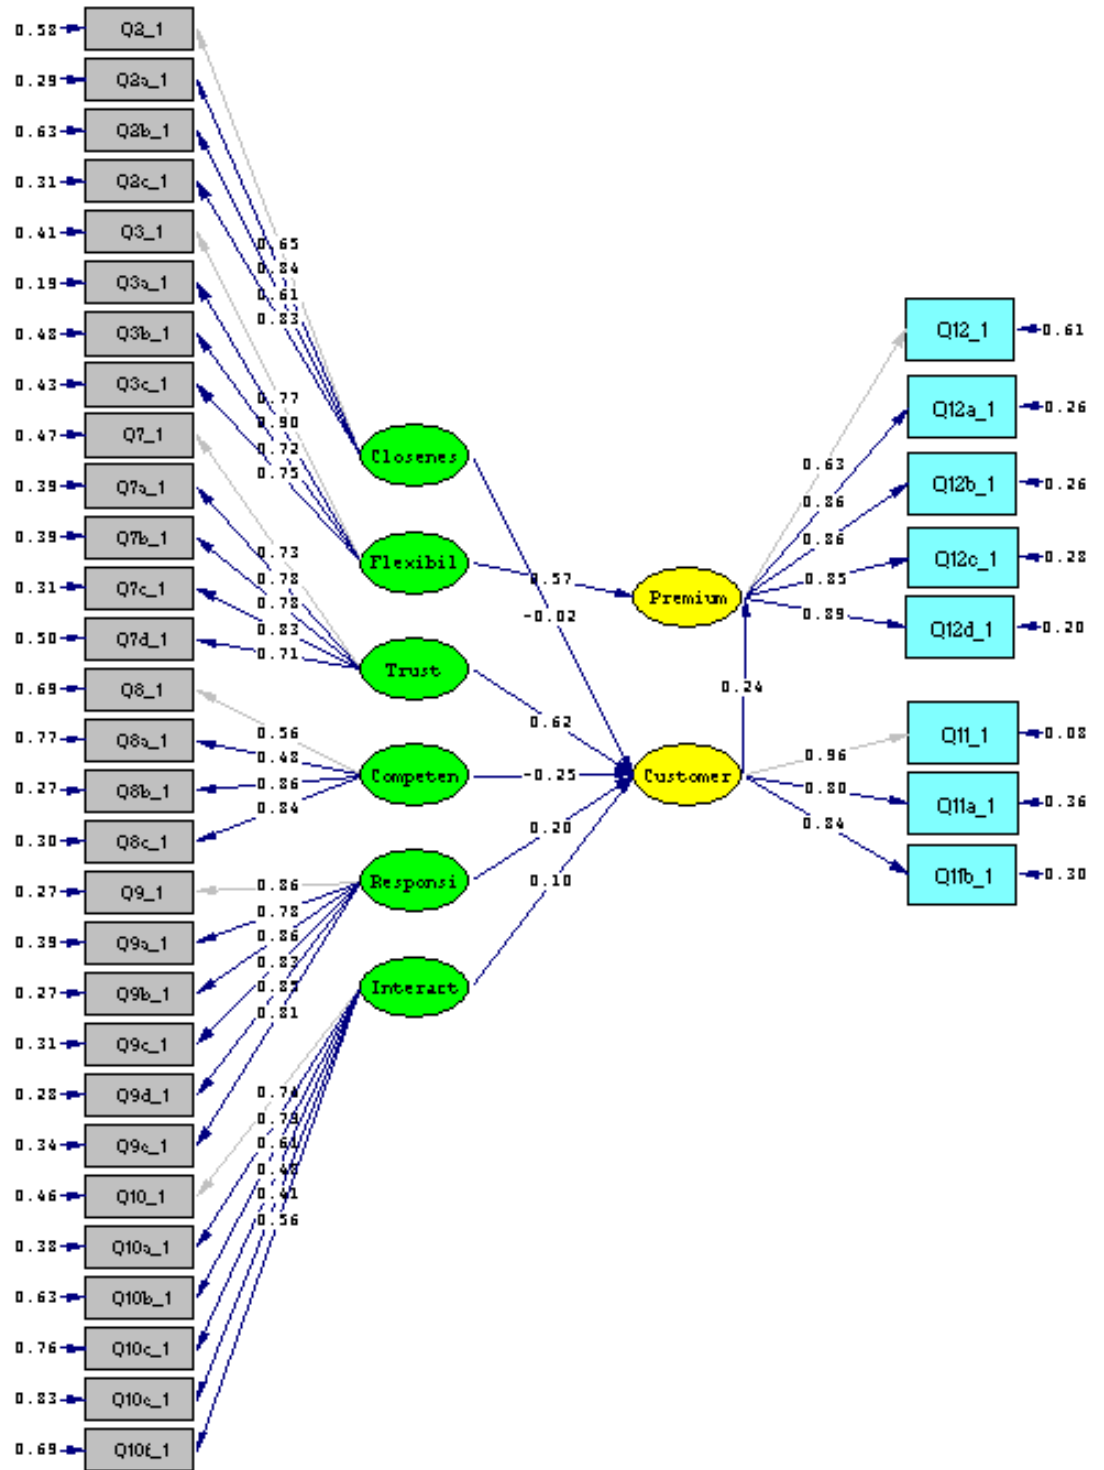 0.58 Q2_1
0.29 Q2a_1
0.63 Q2b_1
0.31 Q2c_1
0.41 Q3_1
0.19 Q3a_1
0.48 Q3b_1
0.43 Q3c_1
0.47 Q7_1
0.39 Q7a_1
0.39 Q7b_1
0.31 Q7c_1
0.50 Q7d_1
0.69 Q8_1
0.77 Q8a_1
0.27 Q8b_1
0.30 Q8c_1
0.27 Q9_1
0.39 Q9a_1
0.27 Q9b_1
0.31 Q9c_1
0.28 Q9d_1
0.34 Q9e_1
0.46 Q10_1
0.38 Q10a_1
0.63 Q10b_1
0.76 Q10c_1
0.83 Q10e_1
0.69 Q10f_1
0.65
0.84
0.61
0.83
0.77
0.90
0.72
0.75
0.73
0.78
0.78
0.83
0.71
0.56
0.48
0.86
0.84
0.86
0.78
0.86
0.83
0.85
0.81
0.74
0.79
0.61
0.41
0.56
Closenes
Flexibil
Trust
Competen
Responsi
Interact
0.57
-0.02
0.62
-0.25
0.20
0.10
Premium
0.24
Customer
0.63
0.86
0.86
0.85
0.89
0.96
0.80
0.84
Q12_1 0.61
Q12a_1 0.26
Q12b_1 0.26
Q12c_1 0.28
Q12d_1 0.20
Q11_1 0.08
Q11a_1 0.36
Q11b_1 0.30